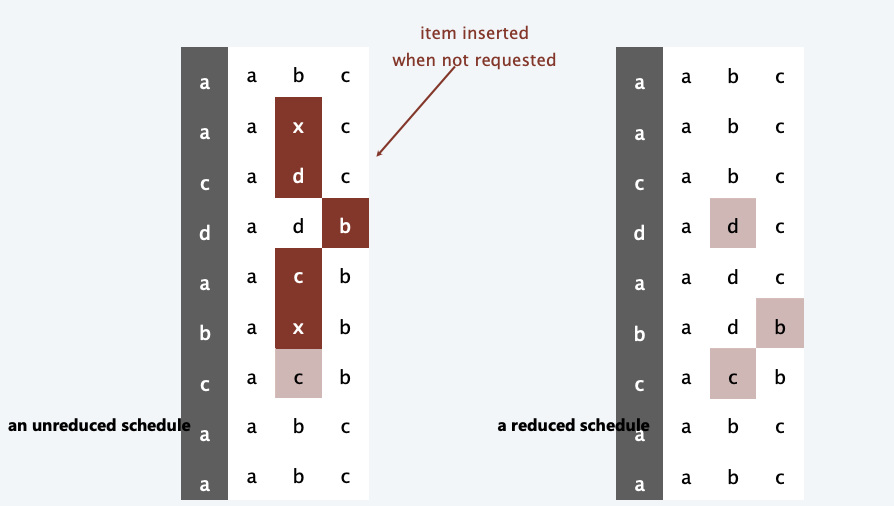 item inserted
when not requested
a a b c a a b c
a a x c a a b c
c a d c c a b c
d a d b d a d c
a a c b a a d c
b a x b b a d b
c a c b c a c b
an unreduced schedule a reduced schedule
a a b c a a b c
a a b c a a b c